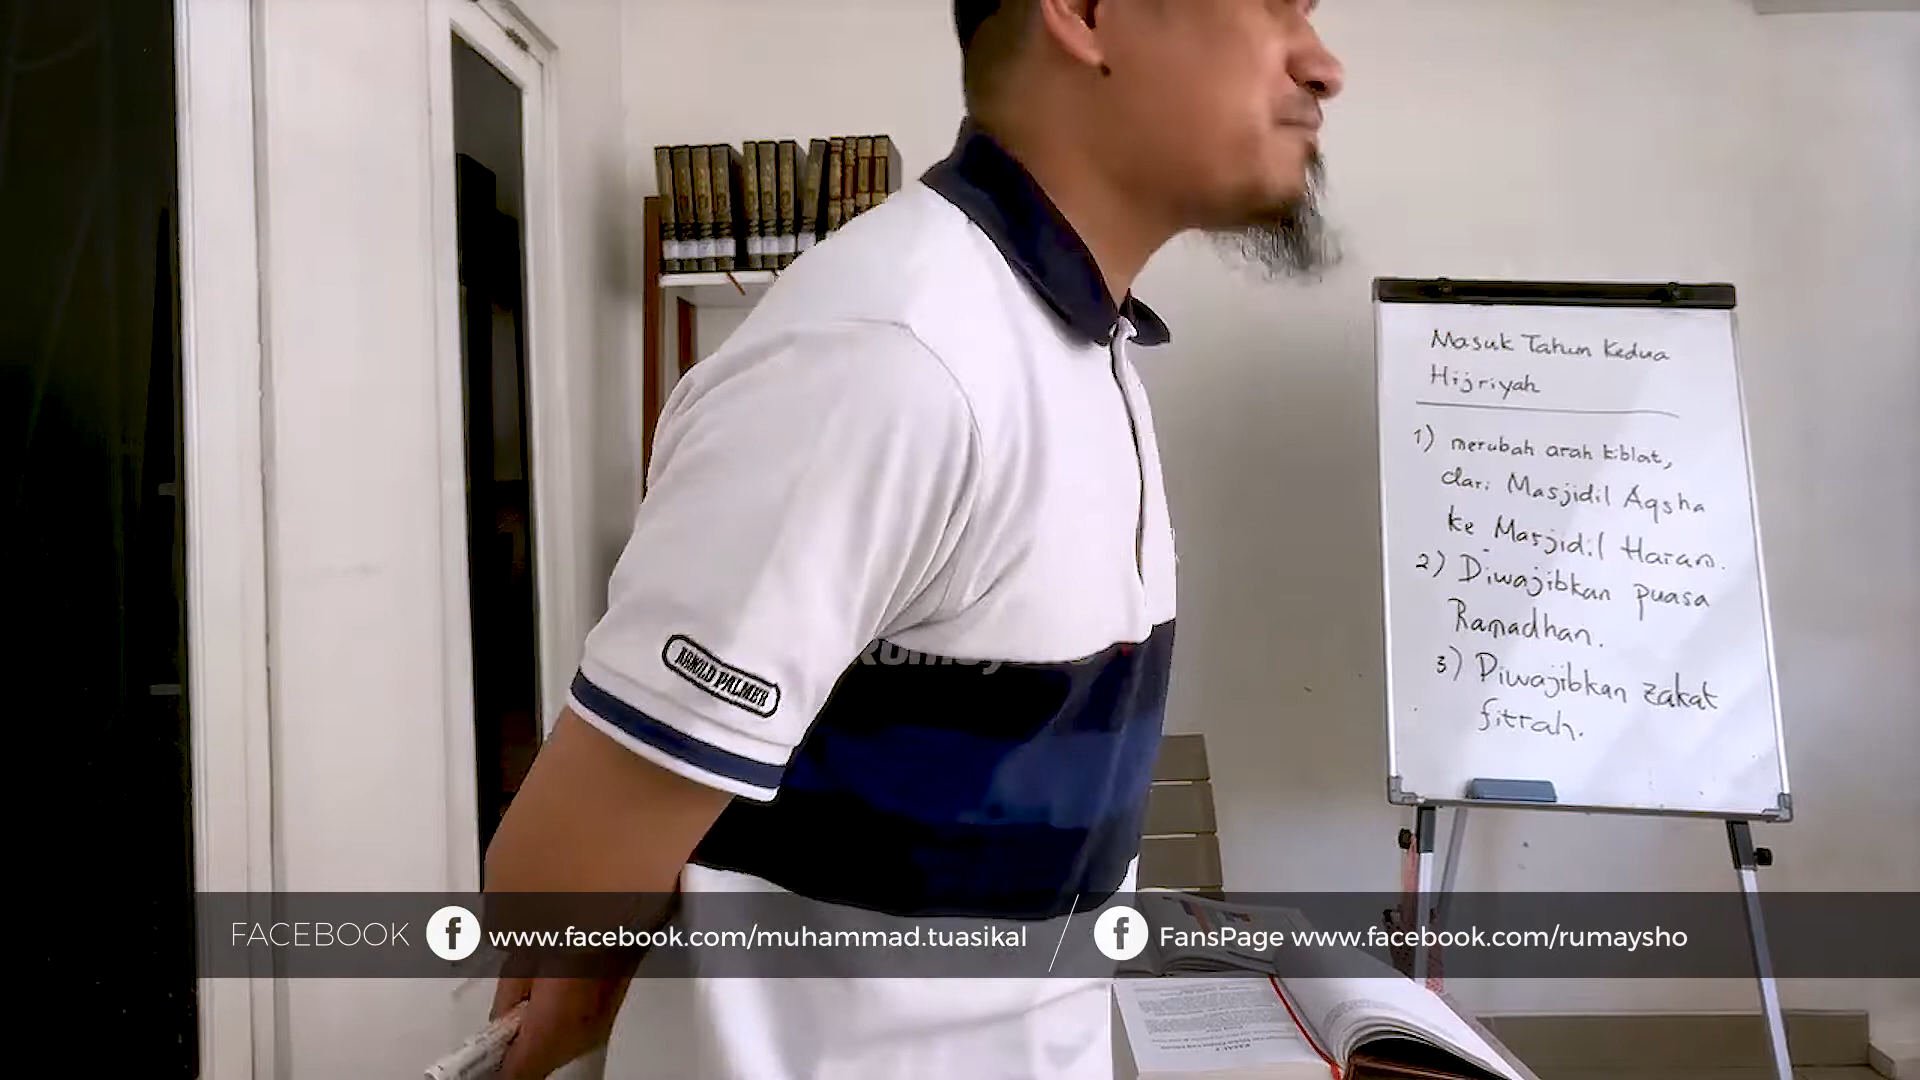 Masuk Tahun Kedua
Hijriyah
1) merubah arah kiblat,
dari Masjidil Aqsha
ke Masjidil Haram.
2) Diwajibkan puasa
Ramadhan.
3) Diwajibkan zakat
fitrah.
ARNOLD PALMER
FACEBOOK f www.facebook.com/muhammad.tuasikal f FansPage www.facebook.com/rumaysho